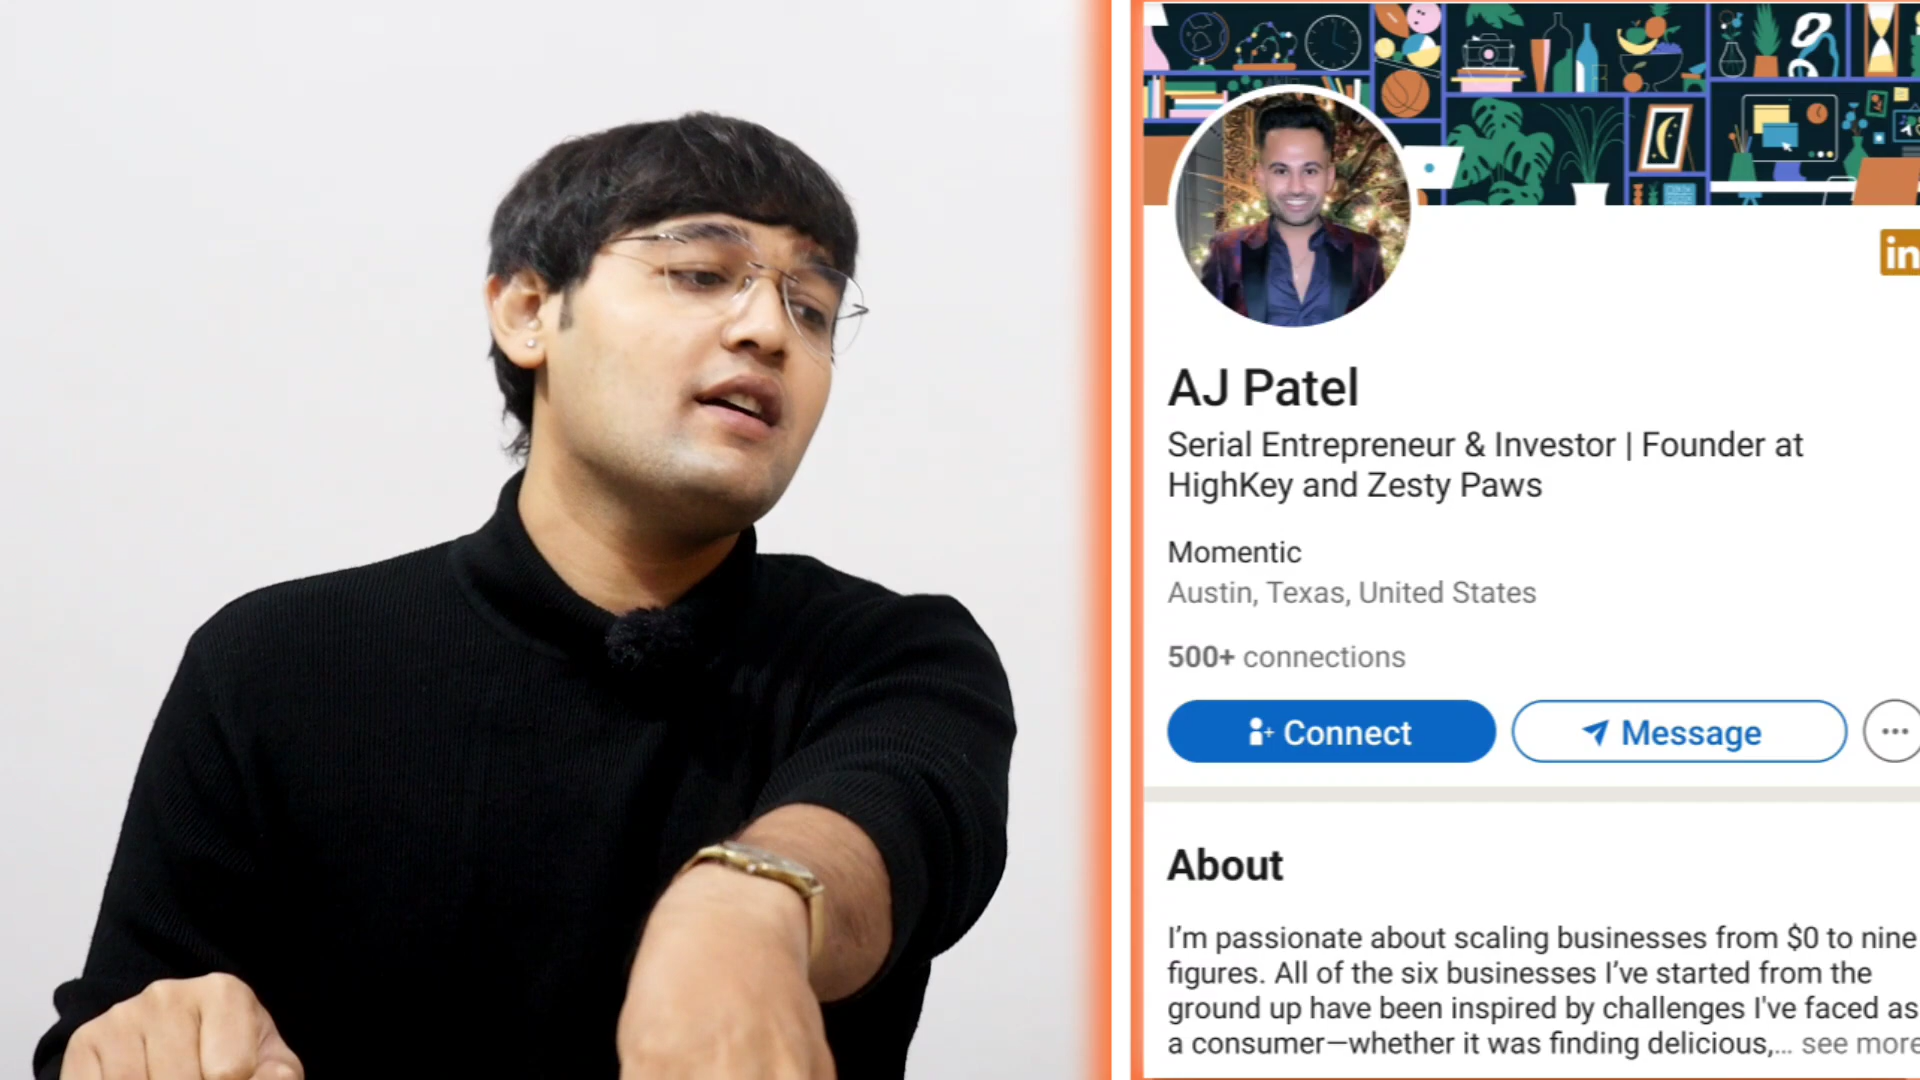 in
AJ Patel
Serial Entrepreneur & Investor | Founder at
HighKey and Zesty Paws
Momentic
Austin, Texas, United States
500+ connections
Connect
Message
About
I’m passionate about scaling businesses from $0 to nine
figures. All of the six businesses I’ve started from the
ground up have been inspired by challenges I've faced as
a consumer—whether it was finding delicious,... see more